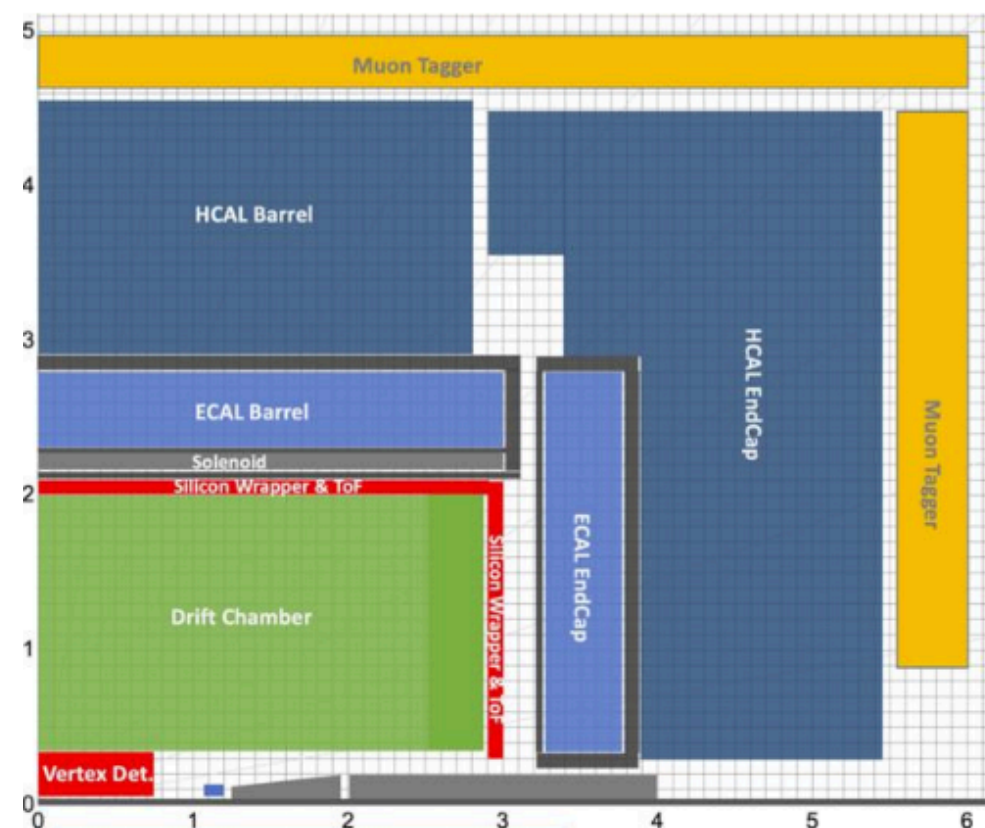 5
Muon Tagger
4
HCAL Barrel
3
HCAL EndCap
ECAL Barrel
Muon Tagger
Solenoid
Silicon Wrapper & ToF
2
Silicon Wrapper & ToF
ECAL EndCap
Drift Chamber
1
Vertex Det.
0
0 1 2 3 4 5 6